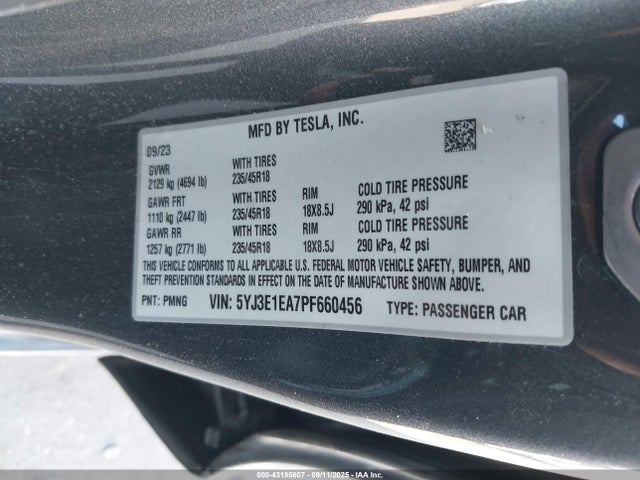 MFD BY TESLA, INC.
09/23
GVWR WITH TIRES
2129 kg (4694 lb) 235/45R18
GAWR FRT WITH TIRES RIM COLD TIRE PRESSURE
1110 kg (2447 lb) 235/45R18 18X8.5J 290 kPa, 42 psi
GAWR RR WITH TIRES RIM COLD TIRE PRESSURE
1257 kg (2771 lb) 235/45R18 18X8.5J 290 kPa, 42 psi
THIS VEHICLE CONFORMS TO ALL APPLICABLE U.S. FEDERAL MOTOR VEHICLE SAFETY, BUMPER, AND
THEFT PREVENTION STANDARDS IN EFFECT ON THE DATE OF MANUFACTURE SHOWN ABOVE.
PNT: PMNG VIN: 5YJ3E1EA7PF660456 TYPE: PASSENGER CAR
000-43195807 - 09/11/2025 - IAA Inc.